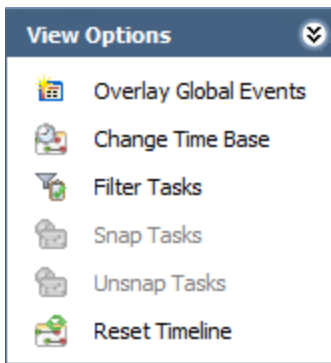 View Options
Overlay Global Events
Change Time Base
Filter Tasks
Snap Tasks
Unsnap Tasks
Reset Timeline